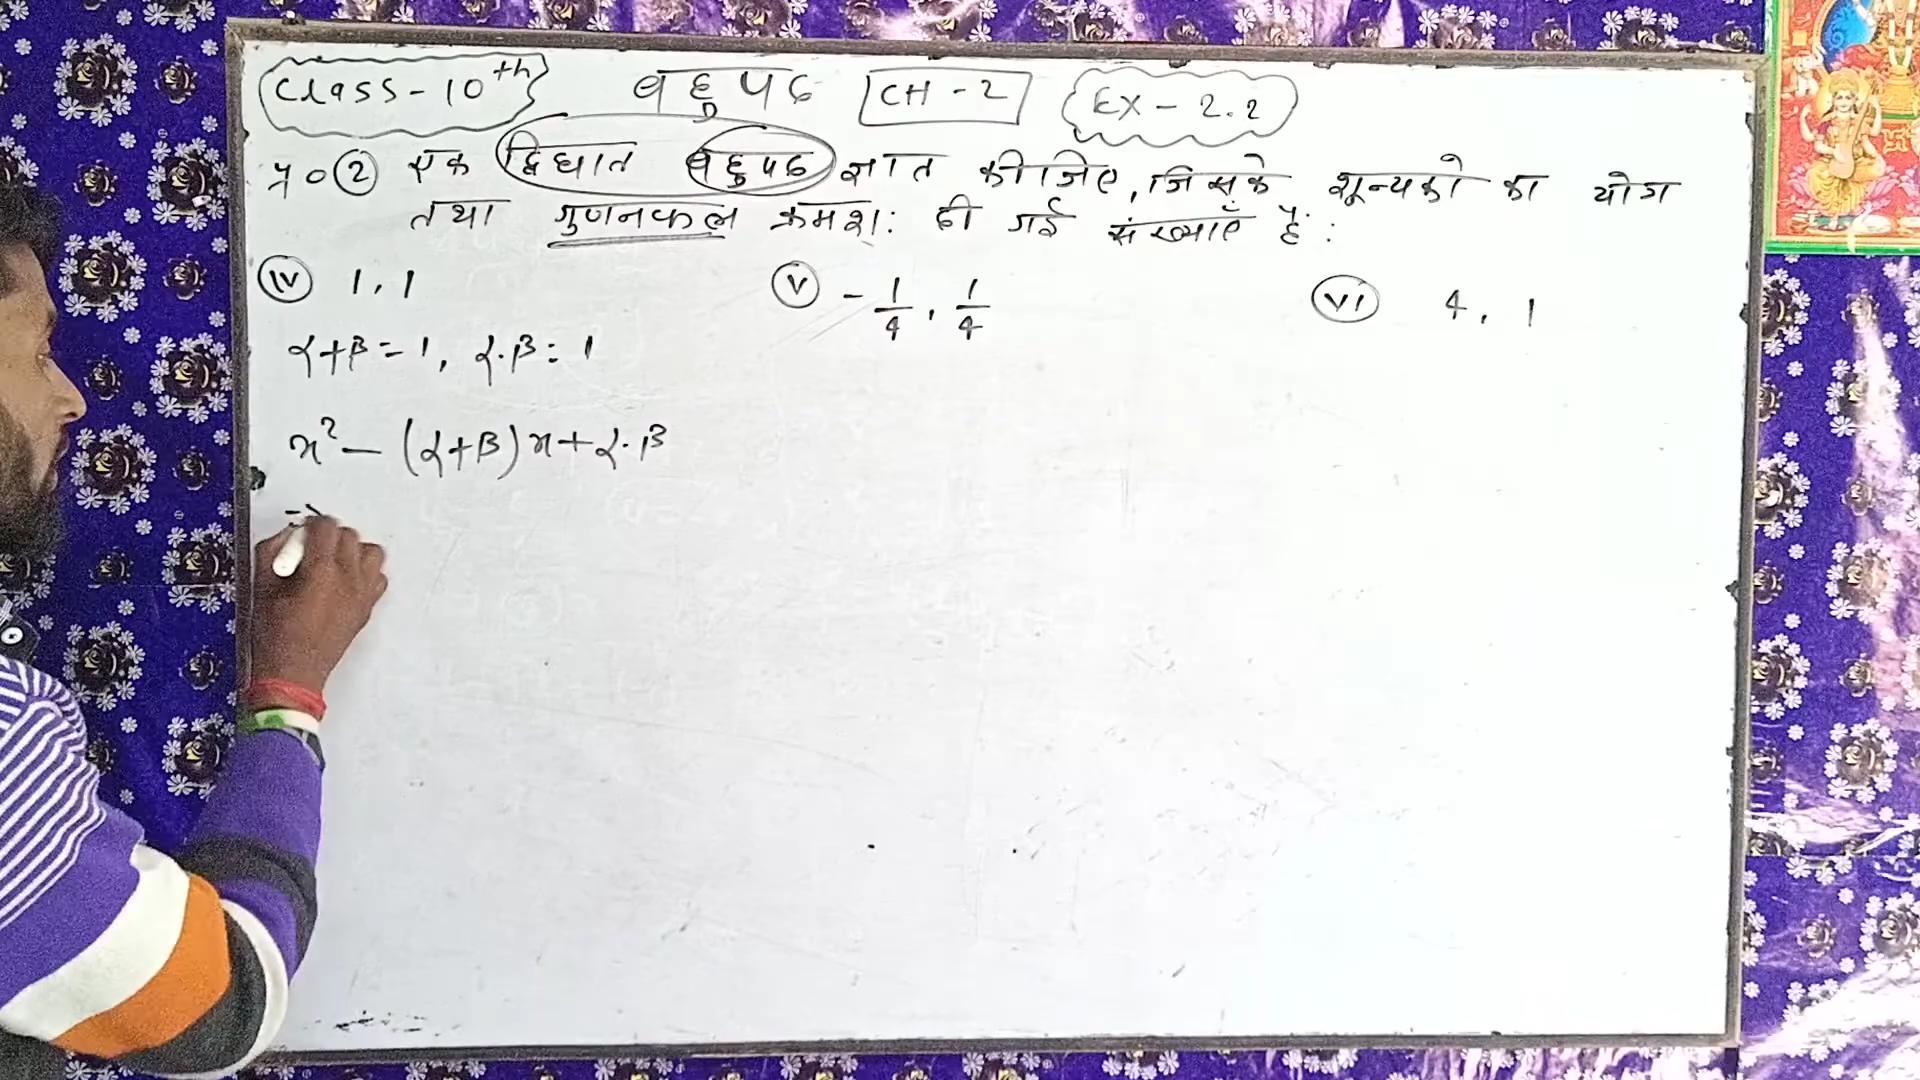 Class-10th बहुपद CH-2 EX-2.2
प्र० 2 एक द्विघात बहुपद ज्ञात कीजिए, जिसके शून्यको का योग
तथा गुणनफल क्रमश: दी गई संख्याएँ हैं:
iv 1, 1 v -1/4, 1/4 vi 4, 1
α+β=1, α.β=1
x² - (α+β)x+α.β
⇒